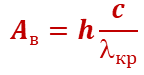 Aв = h c/λкр